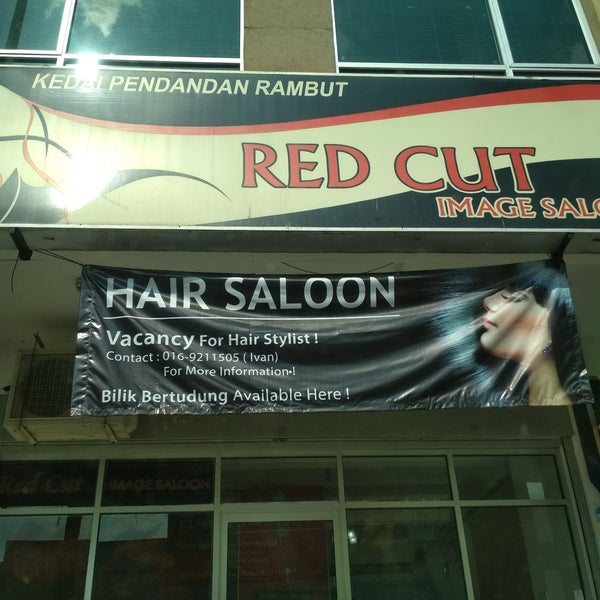 KEDAI PENDANDAN RAMBUT
RED CUT
IMAGE SALO
HAIR SALOON
Vacancy For Hair Stylist !
Contact : 016-9211505 ( Ivan)
For More Information !
Bilik Bertudung Available Here !
Red Cut
IMAGE SALOON